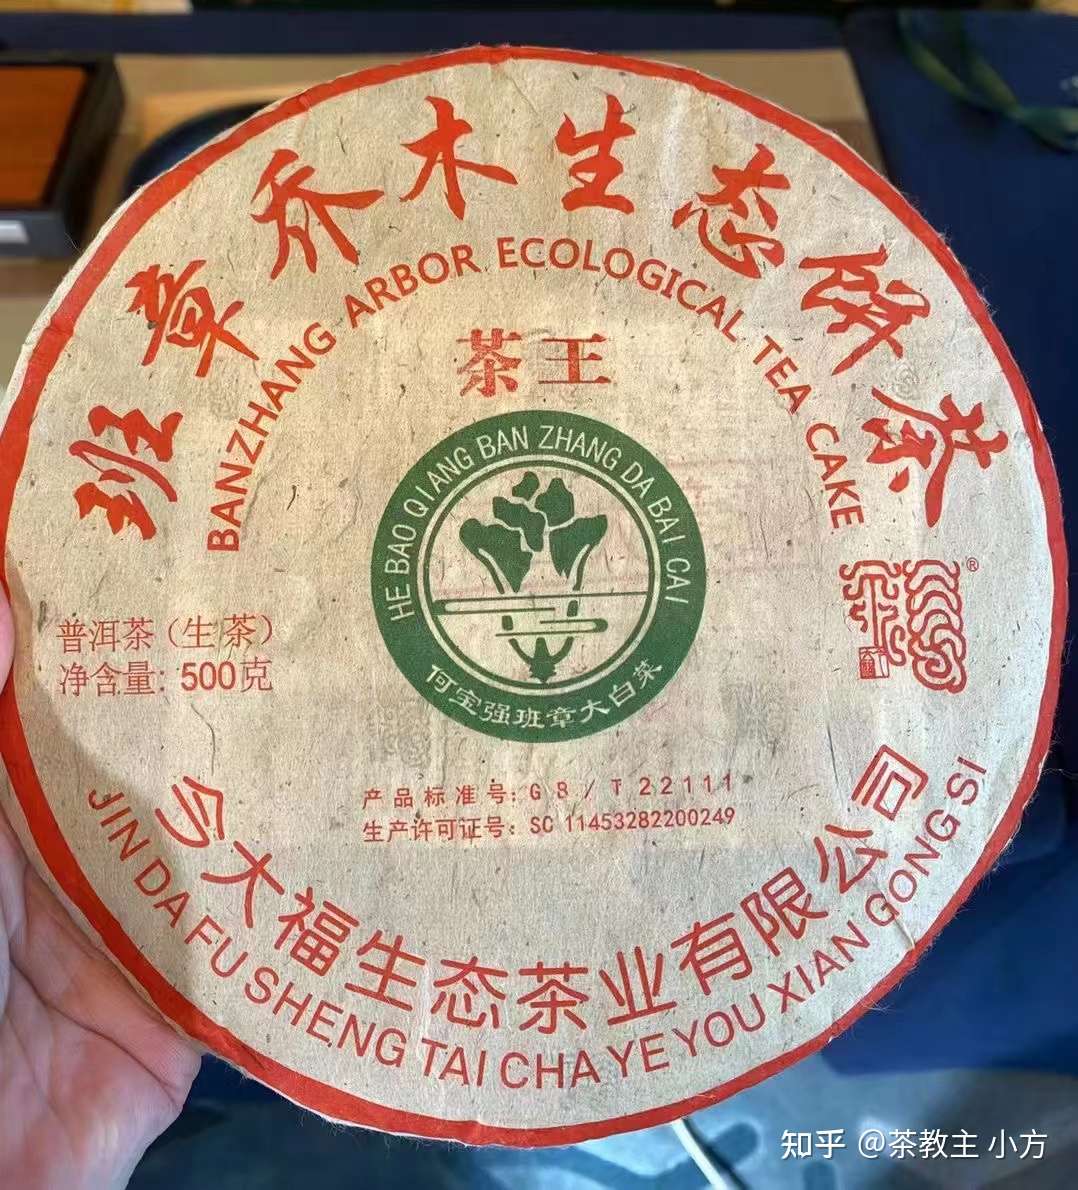 班章乔木生态饼茶
BANZHANG ARBOR ECOLOGICAL TEA CAKE
茶王
HE BAO QIANG BAN ZHANG DA BAI CAI
何宝强班章大白菜
®
普洱茶（生茶）
净含量: 500克
产品标准号: GB/T 22111
生产许可证号: SC 11453282200249
今大福生态茶业有限公司
JIN DA FU SHENG TAI CHA YE YOU XIAN GONG SI
知乎 @茶教主 小方